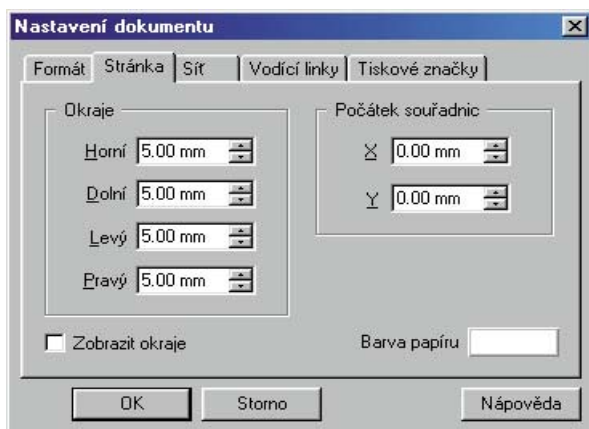 Nastavení dokumentu
Formát Stránka Síť Vodící linky Tiskové značky
Okraje
Horní 5.00 mm
Dolní 5.00 mm
Levý 5.00 mm
Pravý 5.00 mm
Počátek souřadnic
X 0.00 mm
Y 0.00 mm
Zobrazit okraje
Barva papíru
OK Storno Nápověda